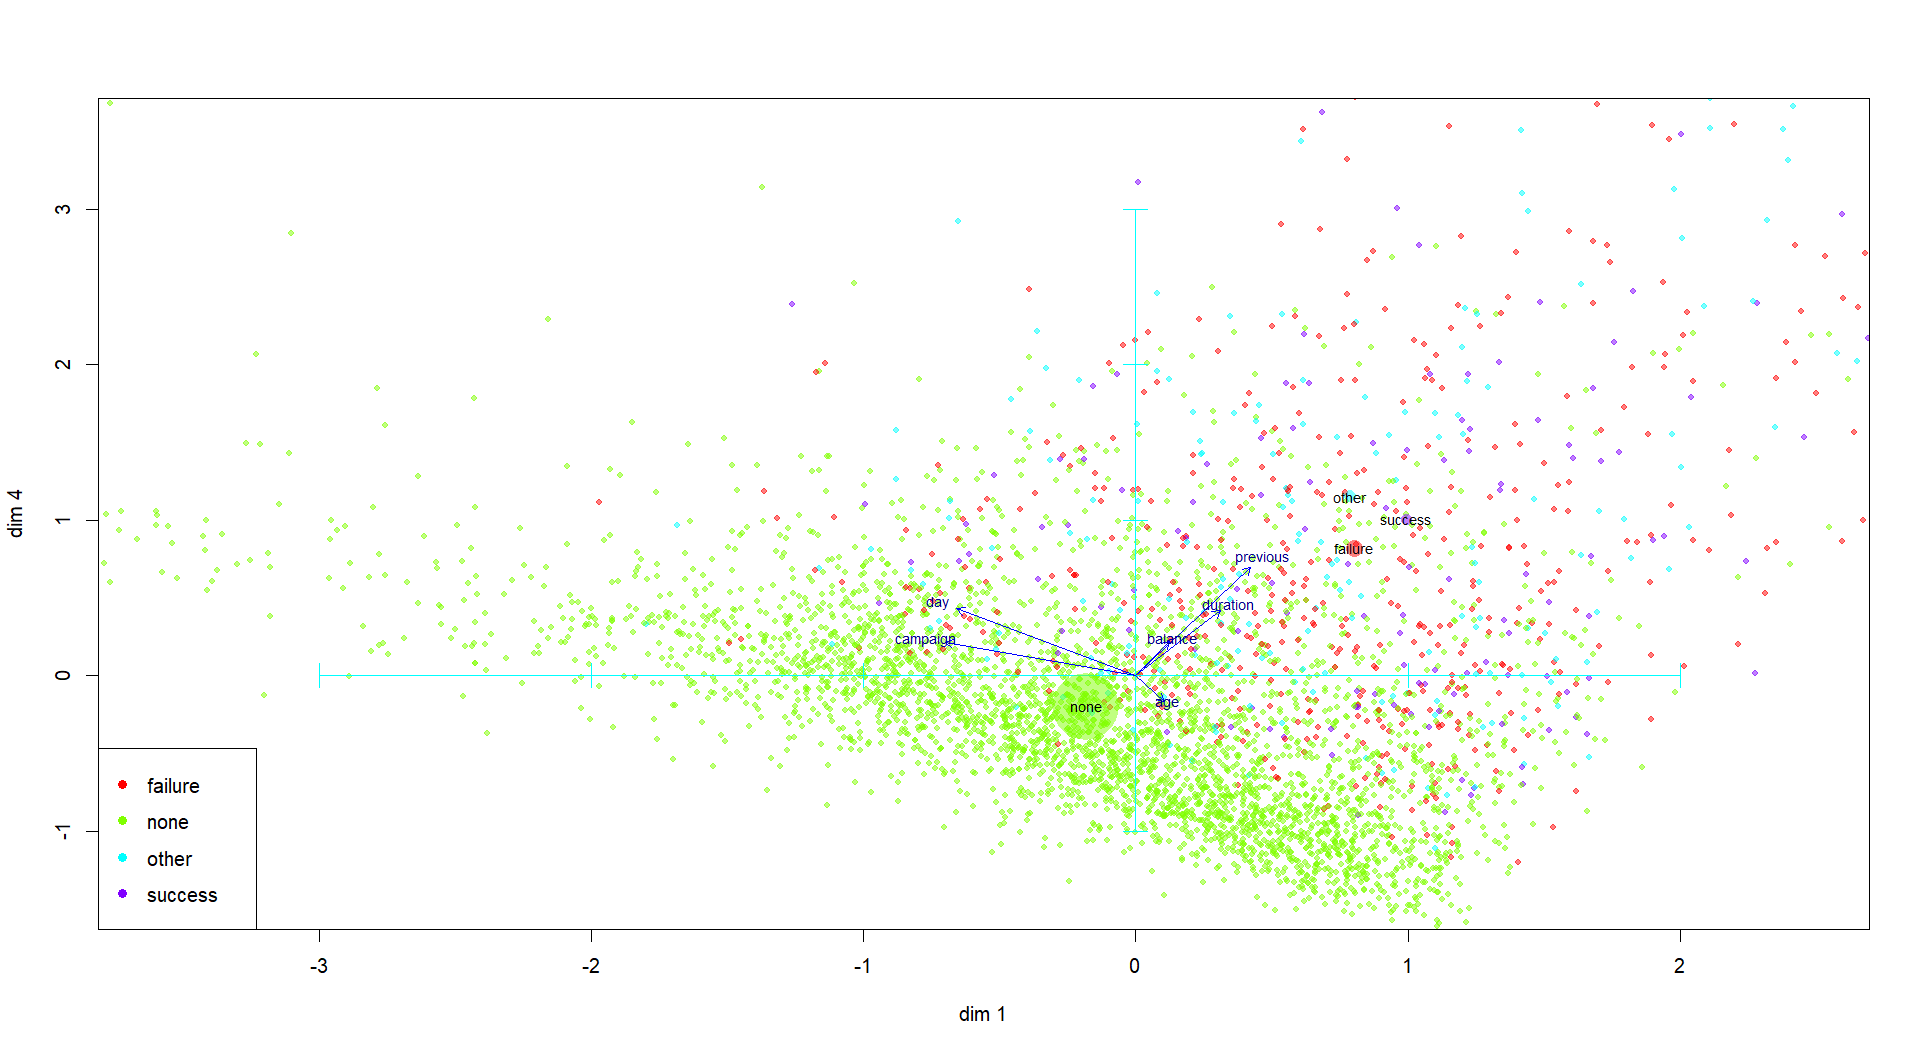 3
2
1
0
-1
dim 4
other
success
failure
previous
day
duration
campaign
balance
none
age
failure
none
other
success
-3
-2
-1
0
1
2
dim 1